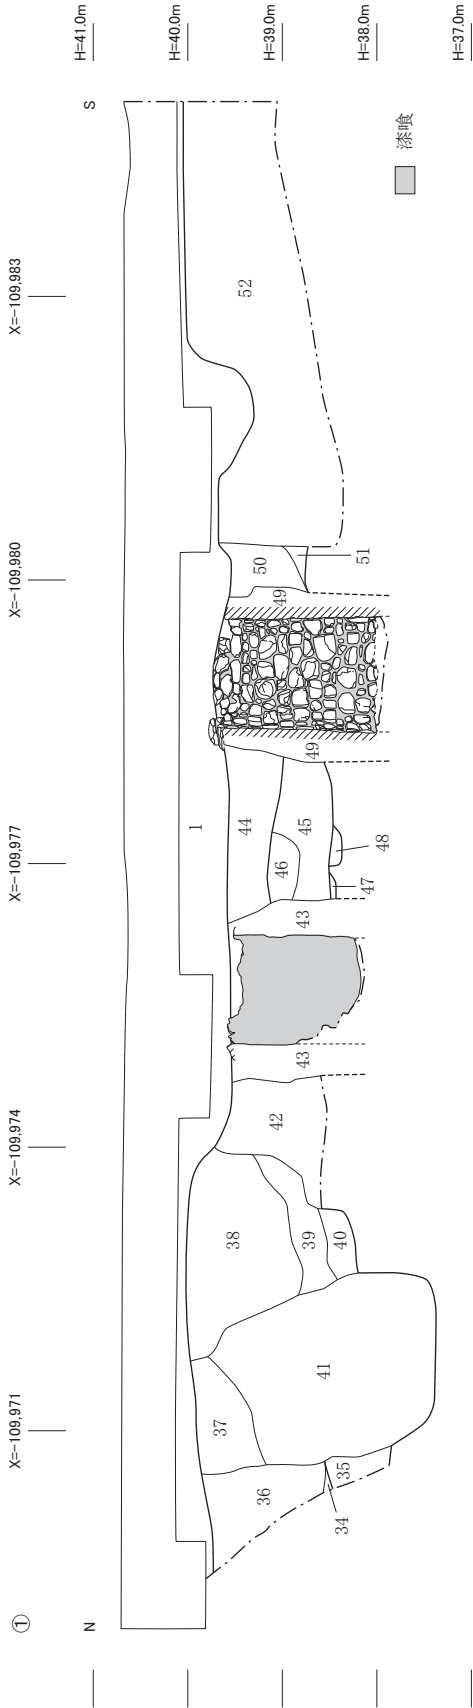 ①
X=-109,971
X=-109,974
X=-109,977
X=-109,980
X=-109,983
N
S
H=41.0m
H=40.0m
H=39.0m
H=38.0m
H=37.0m
1
34
35
36
37
38
39
40
41
42
43
43
44
45
46
47
48
49
49
50
51
52
漆喰